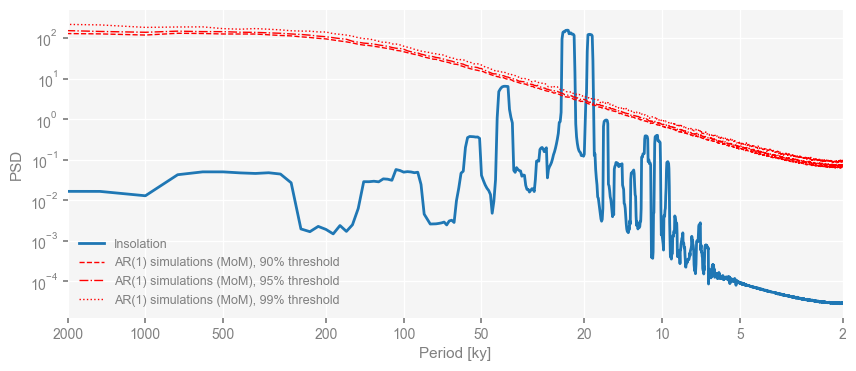 10²
10¹
10⁰
10⁻¹
10⁻²
10⁻³
10⁻⁴
PSD
Insolation
AR(1) simulations (MoM), 90% threshold
AR(1) simulations (MoM), 95% threshold
AR(1) simulations (MoM), 99% threshold
2000 1000 500 200 100 50 20 10 5 2
Period [ky]